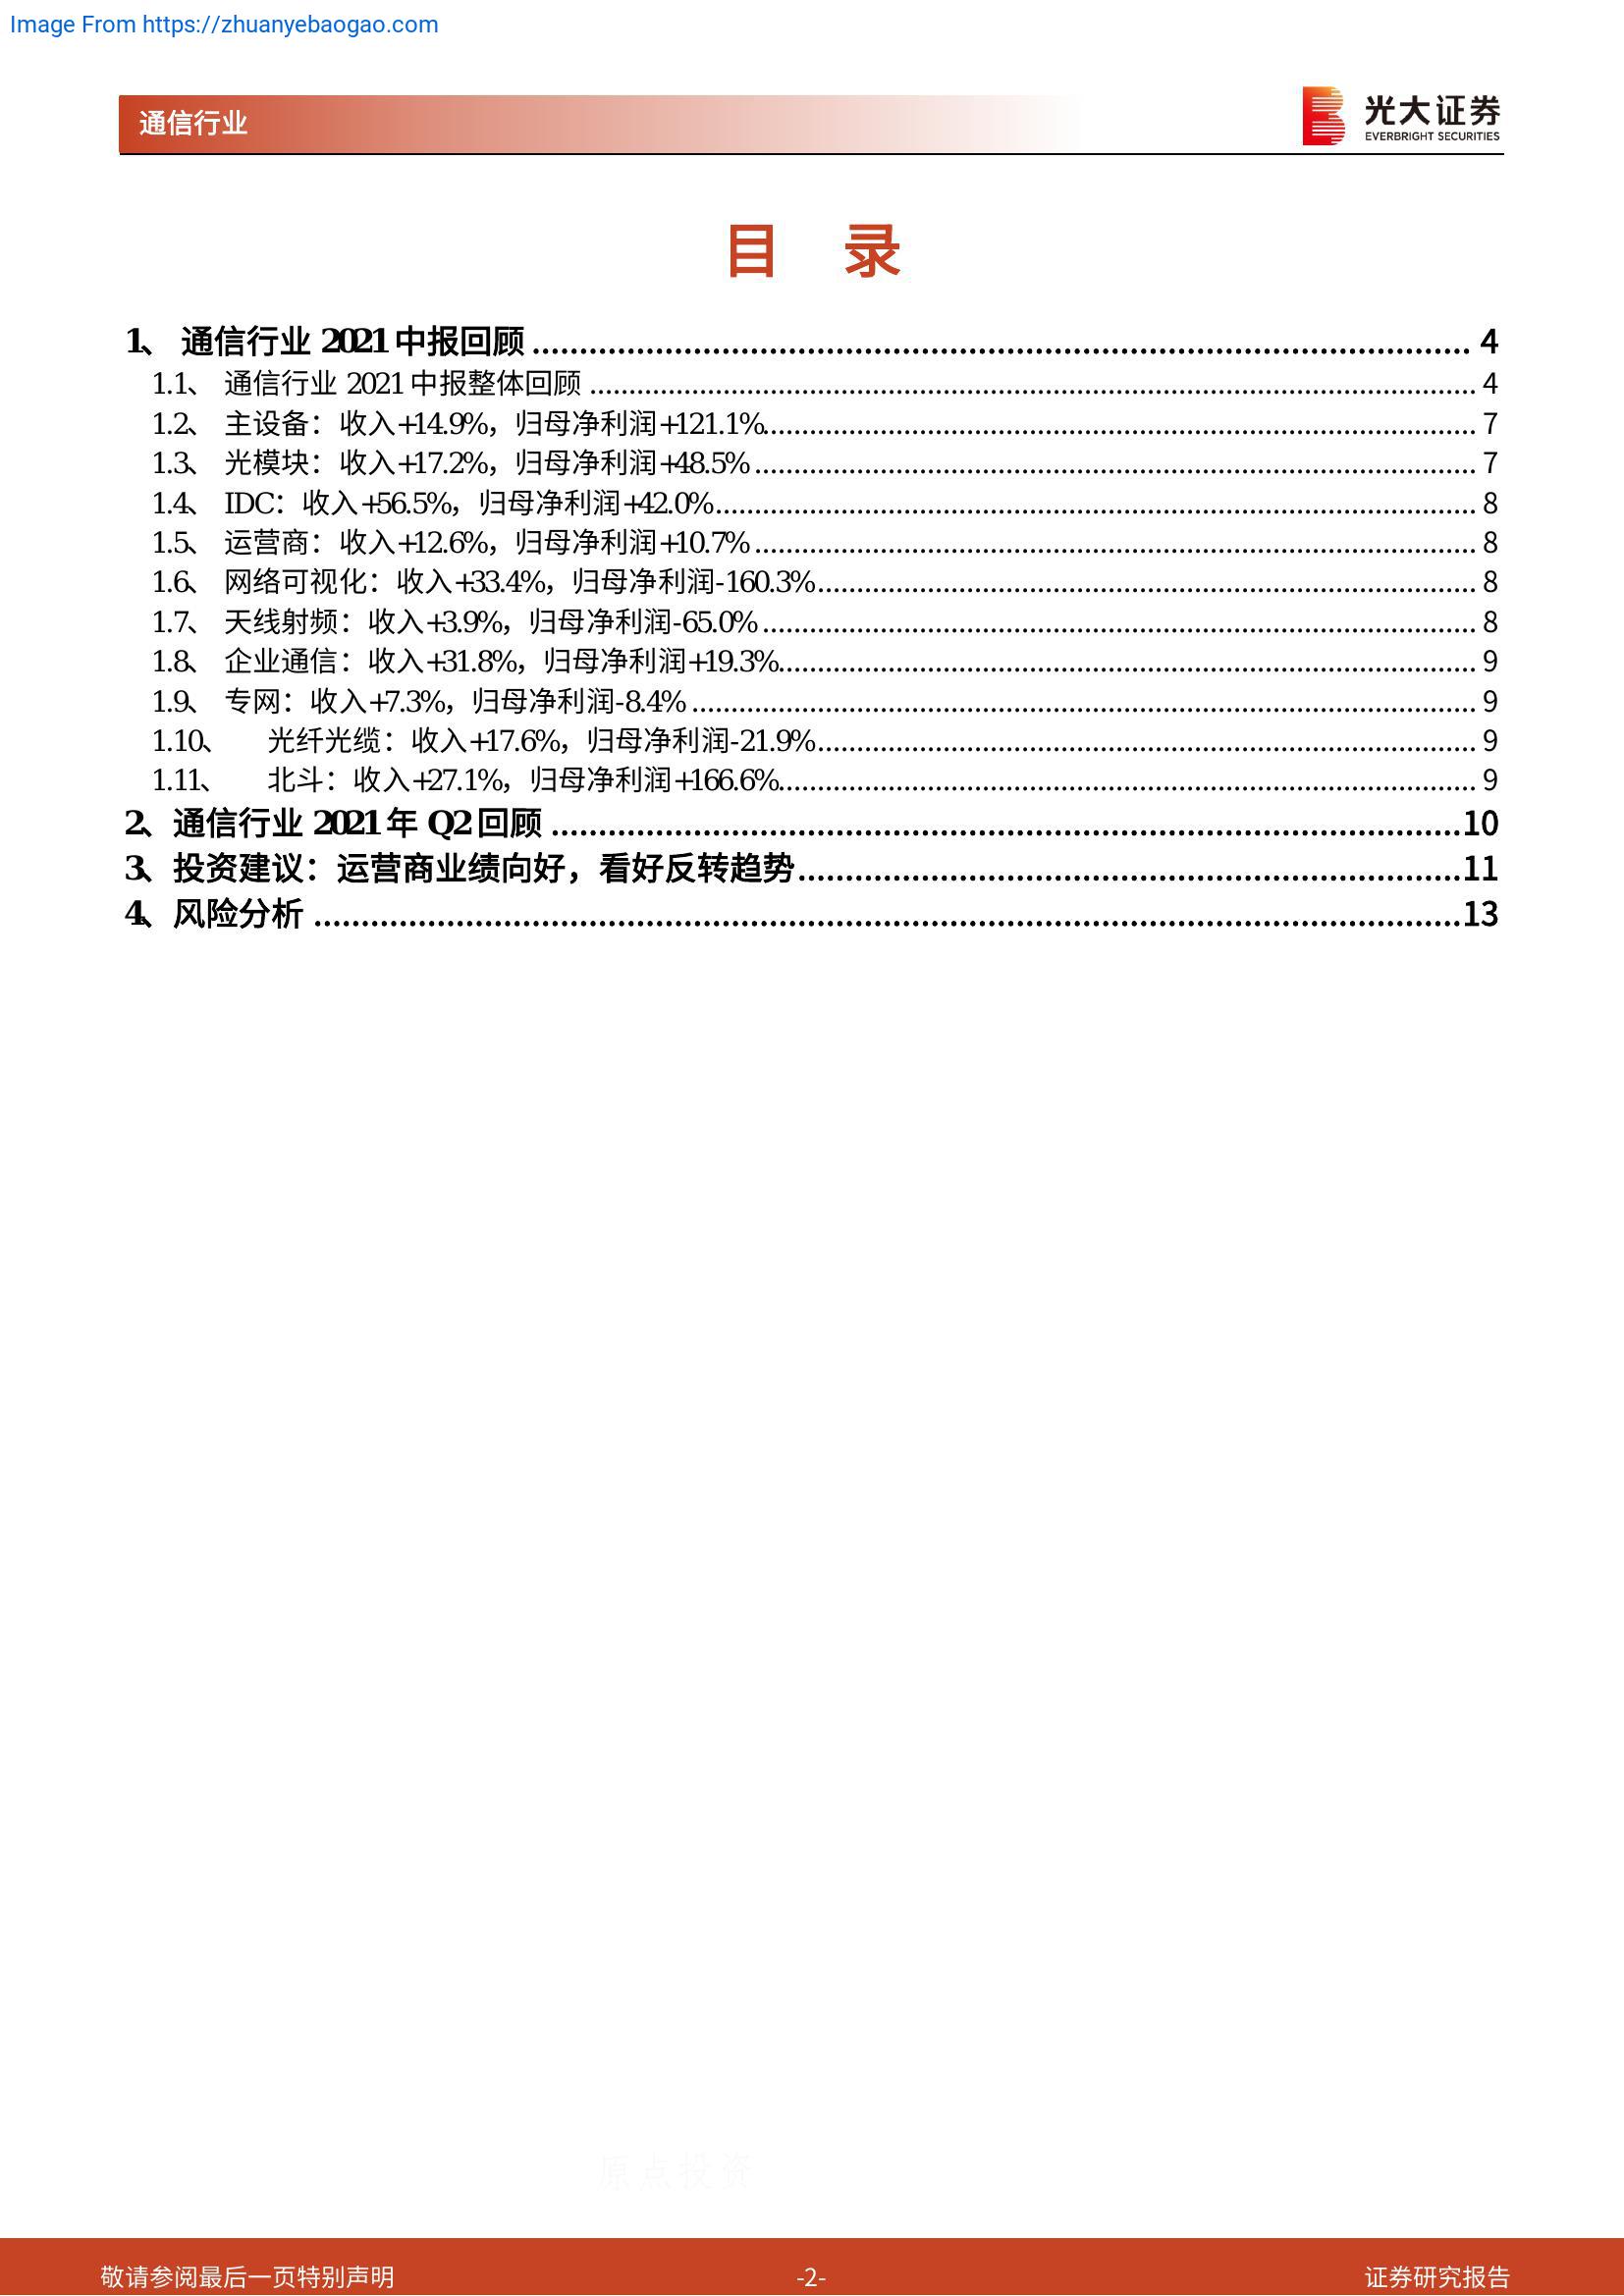 Image From https://zhuanyebaogao.com
通信行业
光大证券
EVERBRIGHT SECURITIES
目 录
1、 通信行业 2021 中报回顾 4
1.1、 通信行业 2021 中报整体回顾 4
1.2、 主设备：收入+14.9%，归母净利润+121.1% 7
1.3、 光模块：收入+17.2%，归母净利润+48.5% 7
1.4、 IDC：收入+56.5%，归母净利润+42.0% 8
1.5、 运营商：收入+12.6%，归母净利润+10.7% 8
1.6、 网络可视化：收入+33.4%，归母净利润-160.3% 8
1.7、 天线射频：收入+3.9%，归母净利润-65.0% 8
1.8、 企业通信：收入+31.8%，归母净利润+19.3% 9
1.9、 专网：收入+7.3%，归母净利润-8.4% 9
1.10、 光纤光缆：收入+17.6%，归母净利润-21.9% 9
1.11、 北斗：收入+27.1%，归母净利润+166.6% 9
2、通信行业 2021 年 Q2 回顾 10
3、投资建议：运营商业绩向好，看好反转趋势 11
4、风险分析 13
原点投资
敬请参阅最后一页特别声明
-2-
证券研究报告